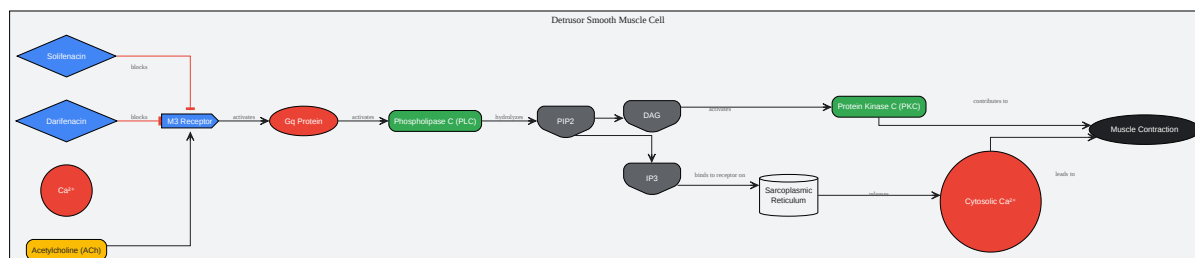 Detrusor Smooth Muscle Cell
Solifenacin
blocks
Darifenacin
blocks
M3 Receptor
activates
Gq Protein
activates
Phospholipase C (PLC)
hydrolyzes
PIP2
DAG
activates
Protein Kinase C (PKC)
contributes to
Muscle Contraction
IP3
binds to receptor on
Sarcoplasmic
Reticulum
releases
Cytosolic Ca²⁺
leads to
Ca²⁺
Acetylcholine (ACh)